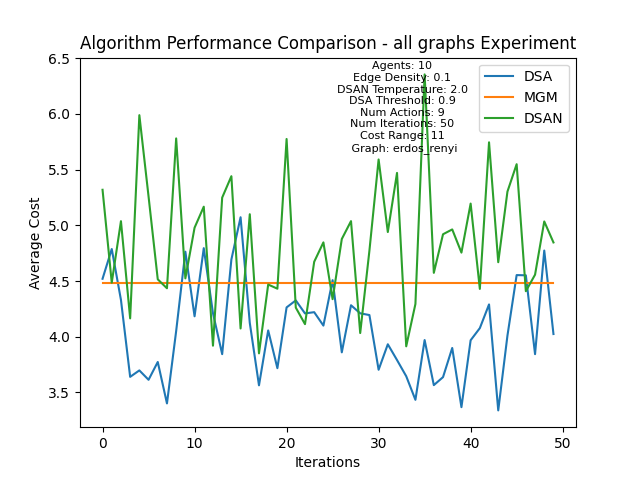 Algorithm Performance Comparison - all graphs Experiment
6.5
6.0
5.5
5.0
4.5
4.0
3.5
Average Cost
Agents: 10
Edge Density: 0.1
DSAN Temperature: 2.0
DSA Threshold: 0.9
Num Actions: 9
Num Iterations: 50
Cost Range: 11
Graph: erdos_renyi
DSA
MGM
DSAN
0 10 20 30 40 50
Iterations